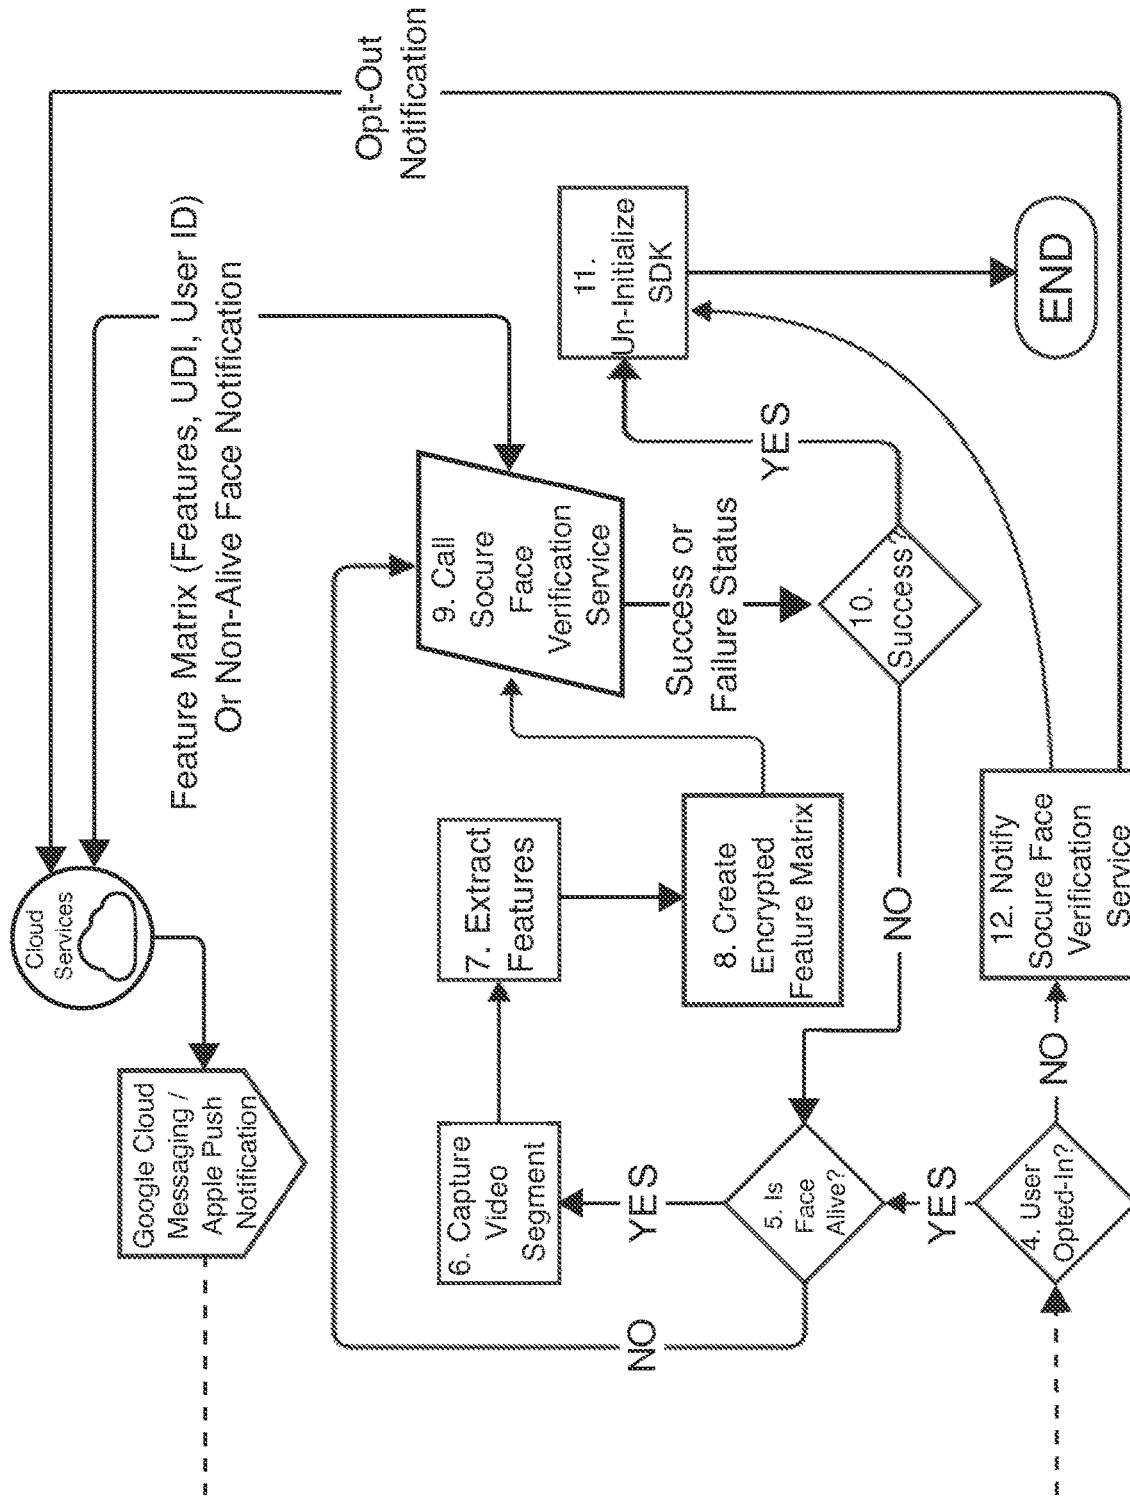 Cloud
Services
Google Cloud
Messaging /
Apple Push
Notification
Feature Matrix (Features, UDI, User ID)
Or Non-Alive Face Notification
Opt-Out
Notification
4. User
Opted-In?
YES
NO
5. Is
Face
Alive?
YES
NO
6. Capture
Video
Segment
7. Extract
Features
8. Create
Encrypted
Feature Matrix
9. Call
Socure
Face
Verification
Service
Success or
Failure Status
10.
Success?
YES
NO
11.
Un-Initialize
SDK
12. Notify
Socure Face
Verification
Service
END